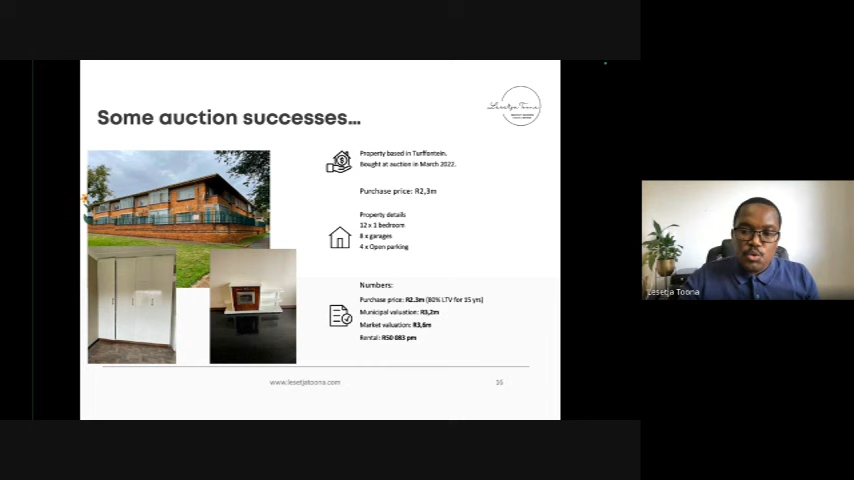 Some auction successes...
Lesetja Toona
Property based in Turffontein.
Bought at auction in March 2022.
Purchase price: R2,3m
Property details
12 x 1 bedroom
8 x garages
4 x Open parking
Numbers:
Purchase price: R2.3m (80% LTV for 15 yrs)
Municipal valuation: R3,2m
Market valuation: R3,6m
Rental: R50 083 pm
www.lesetjatoona.com
Lesetja Toona